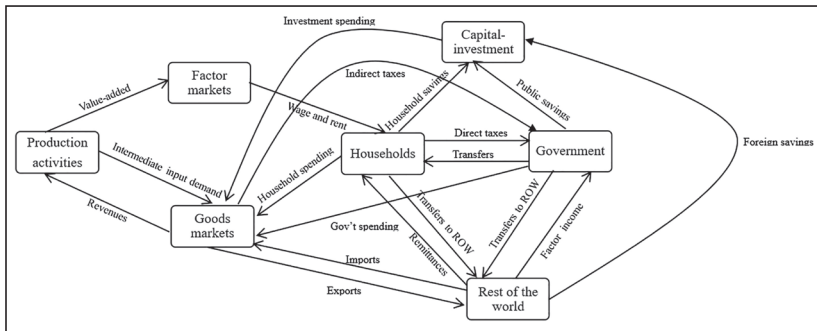 Investment spending
Capital-
investment
Factor
markets
Indirect taxes
Household savings
Public savings
Value-added
Wage and rent
Production
activities
Direct taxes
Households
Government
Foreign savings
Transfers
Intermediate input demand
Household spending
Revenues
Goods
markets
Transfers to ROW
Transfers to ROW
Factor income
Gov't spending
Remittances
Imports
Exports
Rest of the
world